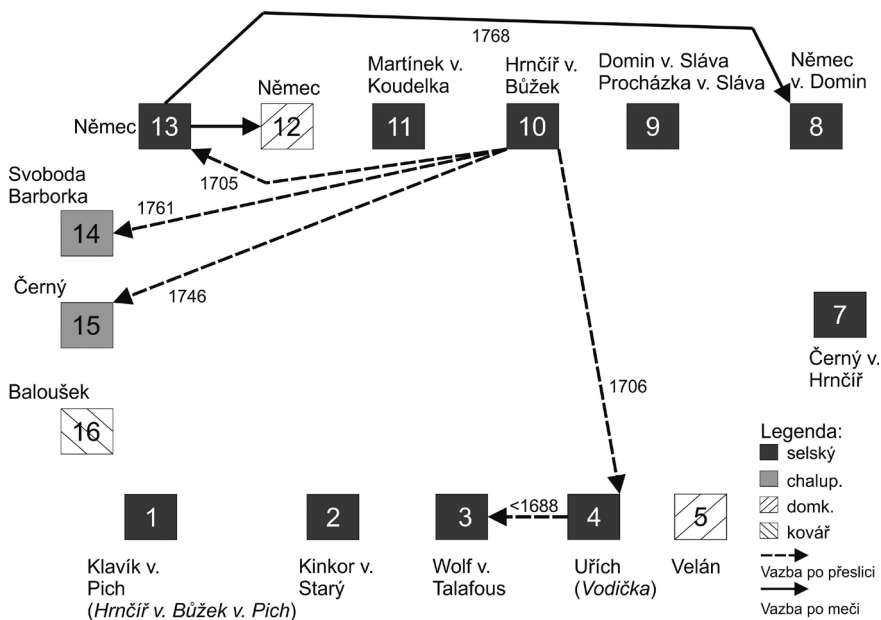 1768
Martínek v.
Koudelka
Hrnčíř v.
Bůžek
Domin v. Sláva
Procházka v. Sláva
Němec
v. Domin
Němec
Němec
13
12
11
10
9
8
1705
Svoboda
Barborka
1761
14
Černý
15
1746
7
Černý v.
Hrnčíř
Baloušek
16
1706
Legenda:
selský
chalup.
domk.
kovář
Vazba po přeslici
Vazba po meči
1
2
3
<1688
4
5
Klavík v.
Pich
(Hrnčíř v. Bůžek v. Pich)
Kinkor v.
Starý
Wolf v.
Talafous
Uřích
(Vodička)
Velán